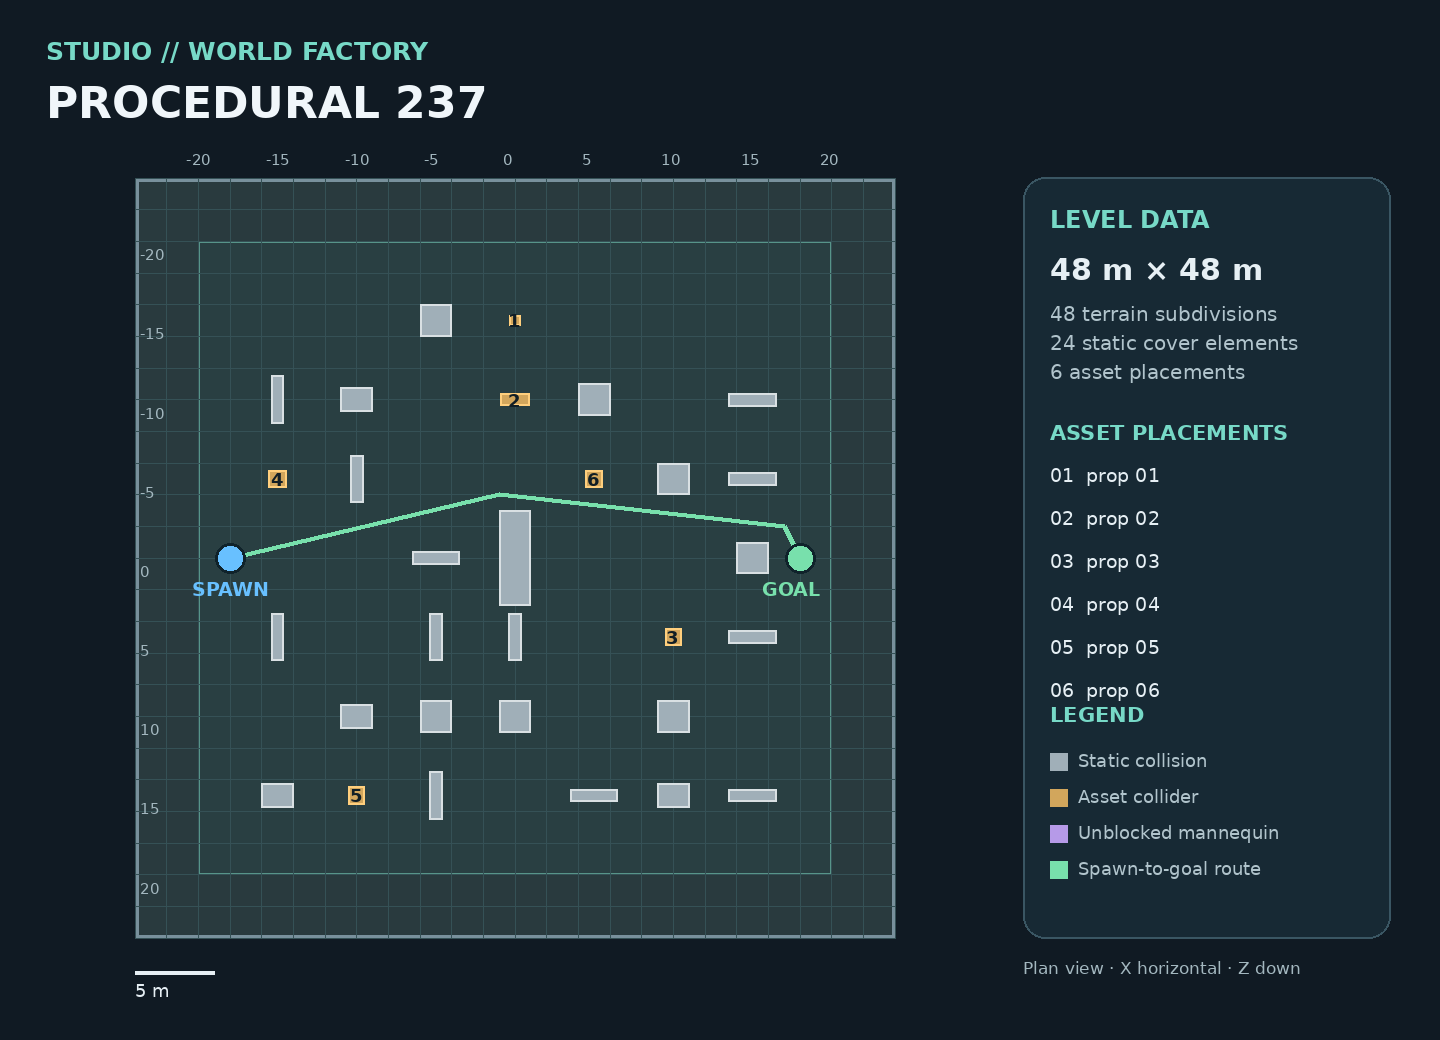 STUDIO // WORLD FACTORY
PROCEDURAL 237
-20 -15 -10 -5 0 5 10 15 20
-20
-15
-10
-5
0
5
10
15
20
1
2
4
6
SPAWN
GOAL
3
5
5 m
LEVEL DATA
48 m × 48 m
48 terrain subdivisions
24 static cover elements
6 asset placements
ASSET PLACEMENTS
01 prop 01
02 prop 02
03 prop 03
04 prop 04
05 prop 05
06 prop 06
LEGEND
Static collision
Asset collider
Unblocked mannequin
Spawn-to-goal route
Plan view · X horizontal · Z down